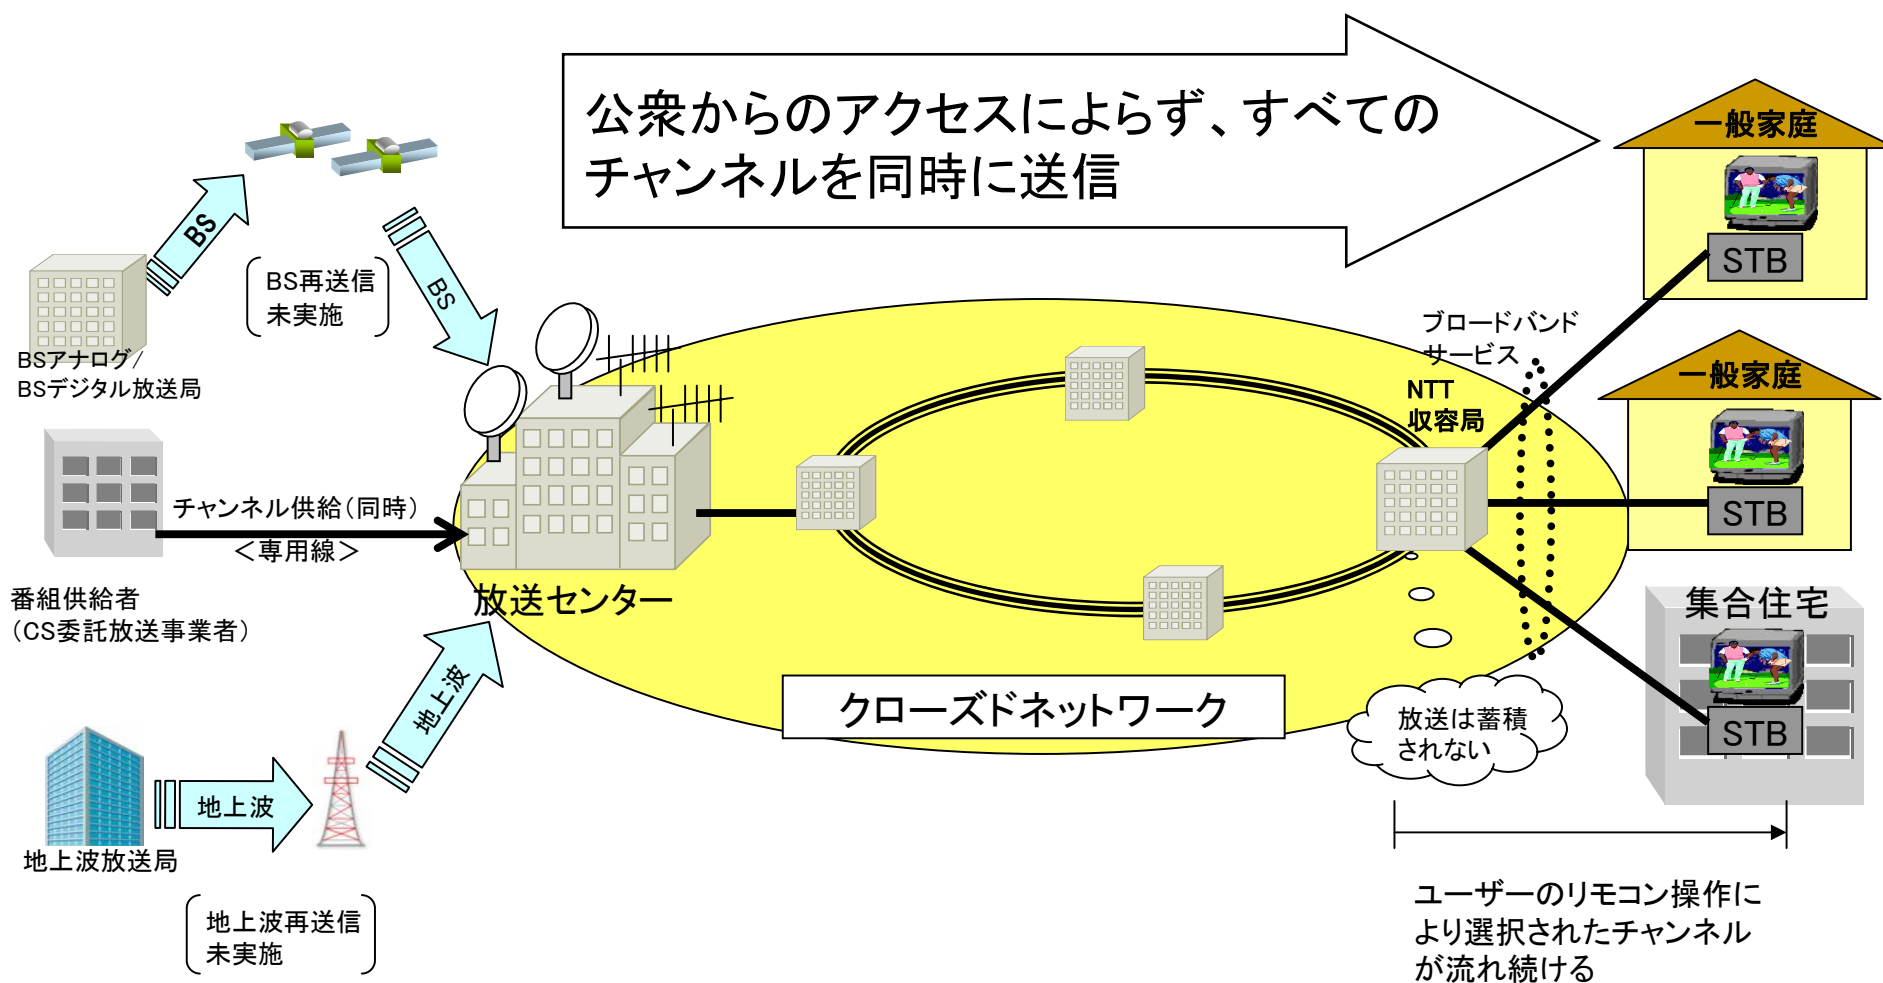 公衆からのアクセスによらず、すべての
チャンネルを同時に送信
一般家庭
STB
BS
BS
BS再送信
未実施
BSアナログ/
BSデジタル放送局
ブロードバンド
サービス
NTT
収容局
一般家庭
STB
チャンネル供給(同時)
<専用線>
放送センター
番組供給者
(CS委託放送事業者)
集合住宅
STB
地上波
クローズドネットワーク
放送は蓄積
されない
地上波
地上波放送局
地上波再送信
未実施
ユーザーのリモコン操作に
より選択されたチャンネル
が流れ続ける